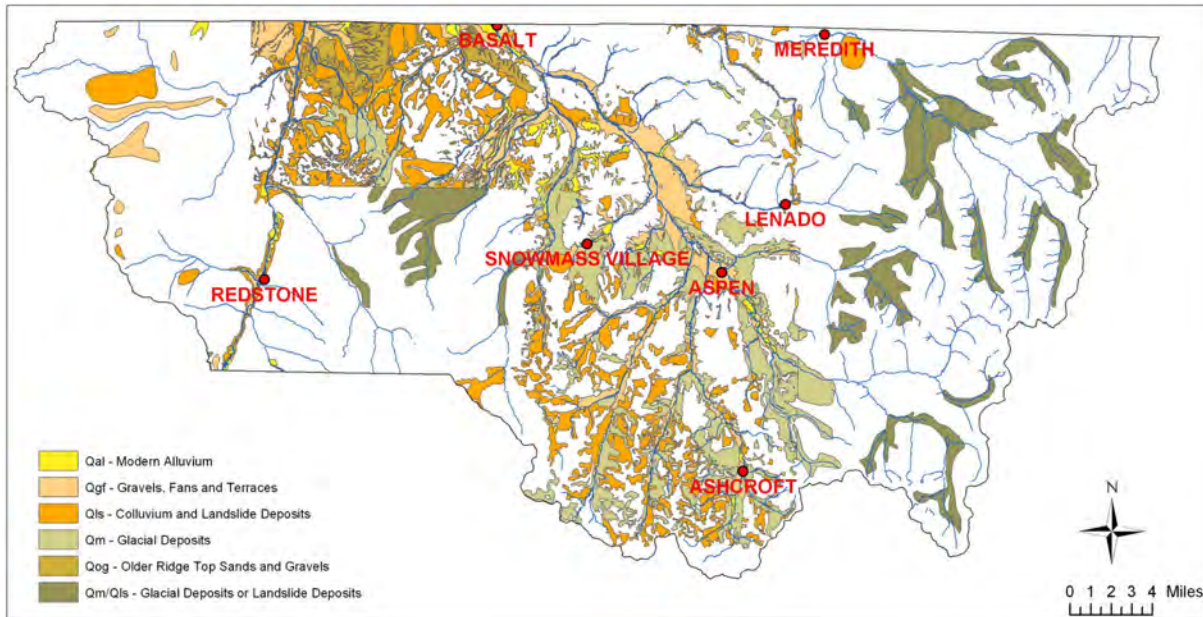 BASALT
MEREDITH
LENADO
SNOWMASS VILLAGE
ASPEN
REDSTONE
ASHCROFT
Qal - Modern Alluvium
Qgf - Gravels, Fans and Terraces
Qls - Colluvium and Landslide Deposits
Qm - Glacial Deposits
Qog - Older Ridge Top Sands and Gravels
Qm/Qls - Glacial Deposits or Landslide Deposits
N
0 1 2 3 4 Miles